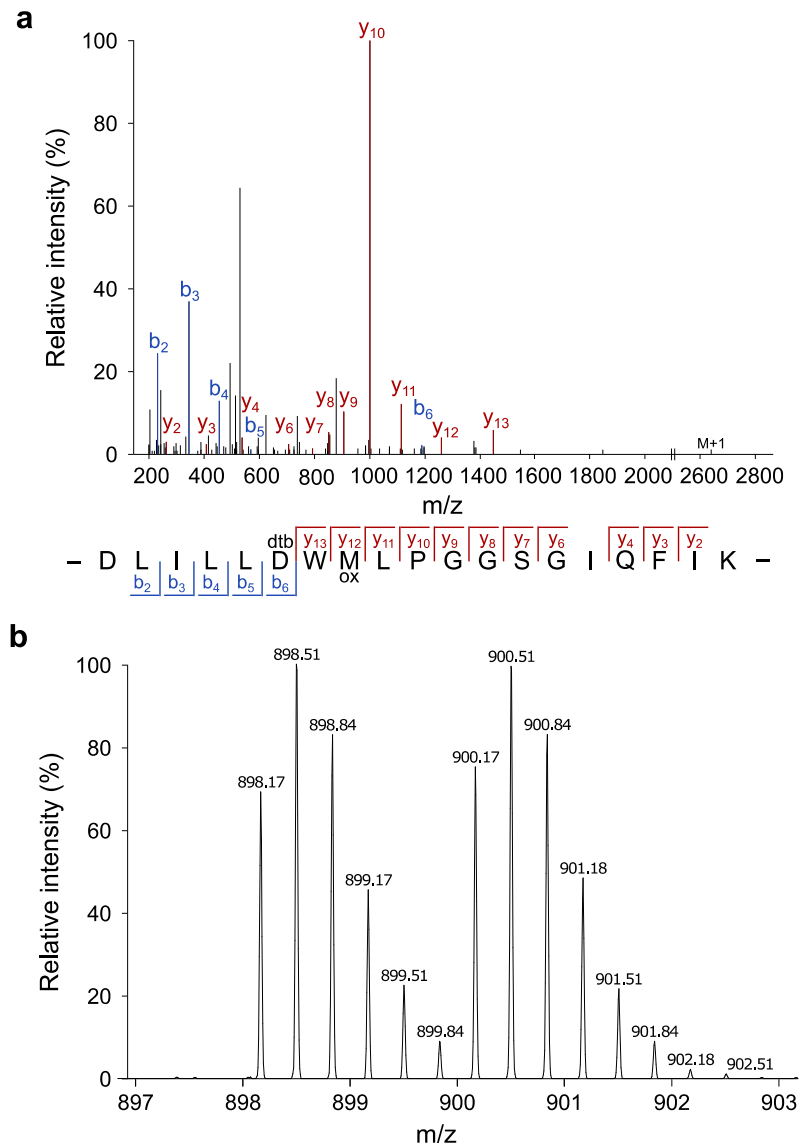 a
Relative intensity (%)
100
80
60
40
20
0
y10
b2
b3
y2
y3
b4
y4
b5
y6
y7
y8
y9
y11
b6
y12
y13
M+1
200 400 600 800 1000 1200 1400 1600 1800 2000 2200 2400 2600 2800
m/z
dtb y13 y12 y11 y10 y9 y8 y7 y6 y4 y3 y2
– D L I L L D W M L P G G S G I Q F I K –
b2 b3 b4 b5 b6 ox
b
Relative intensity (%)
100
80
60
40
20
0
898.17
898.51
898.84
899.17
899.51
899.84
900.17
900.51
900.84
901.18
901.51
901.84
902.18
902.51
897 898 899 900 901 902 903
m/z